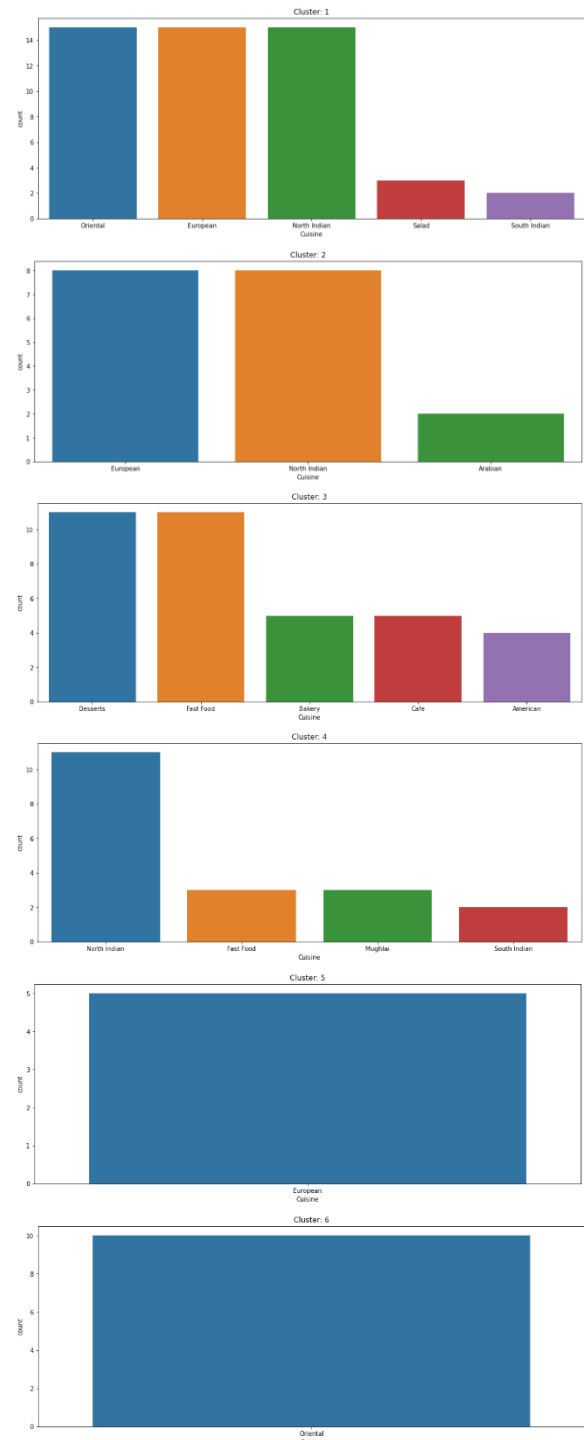 Cluster: 1
14
12
10
8
6
4
2
0
count
Oriental European North Indian Salad South Indian
Cuisine
Cluster: 2
8
7
6
5
4
3
2
1
0
count
European North Indian Arabian
Cuisine
Cluster: 3
10
8
6
4
2
0
count
Desserts Fast Food Bakery Cafe American
Cuisine
Cluster: 4
10
8
6
4
2
0
count
North Indian Fast Food Mughlai South Indian
Cuisine
Cluster: 5
5
4
3
2
1
0
count
European
Cuisine
Cluster: 6
10
8
6
4
2
0
count
Oriental